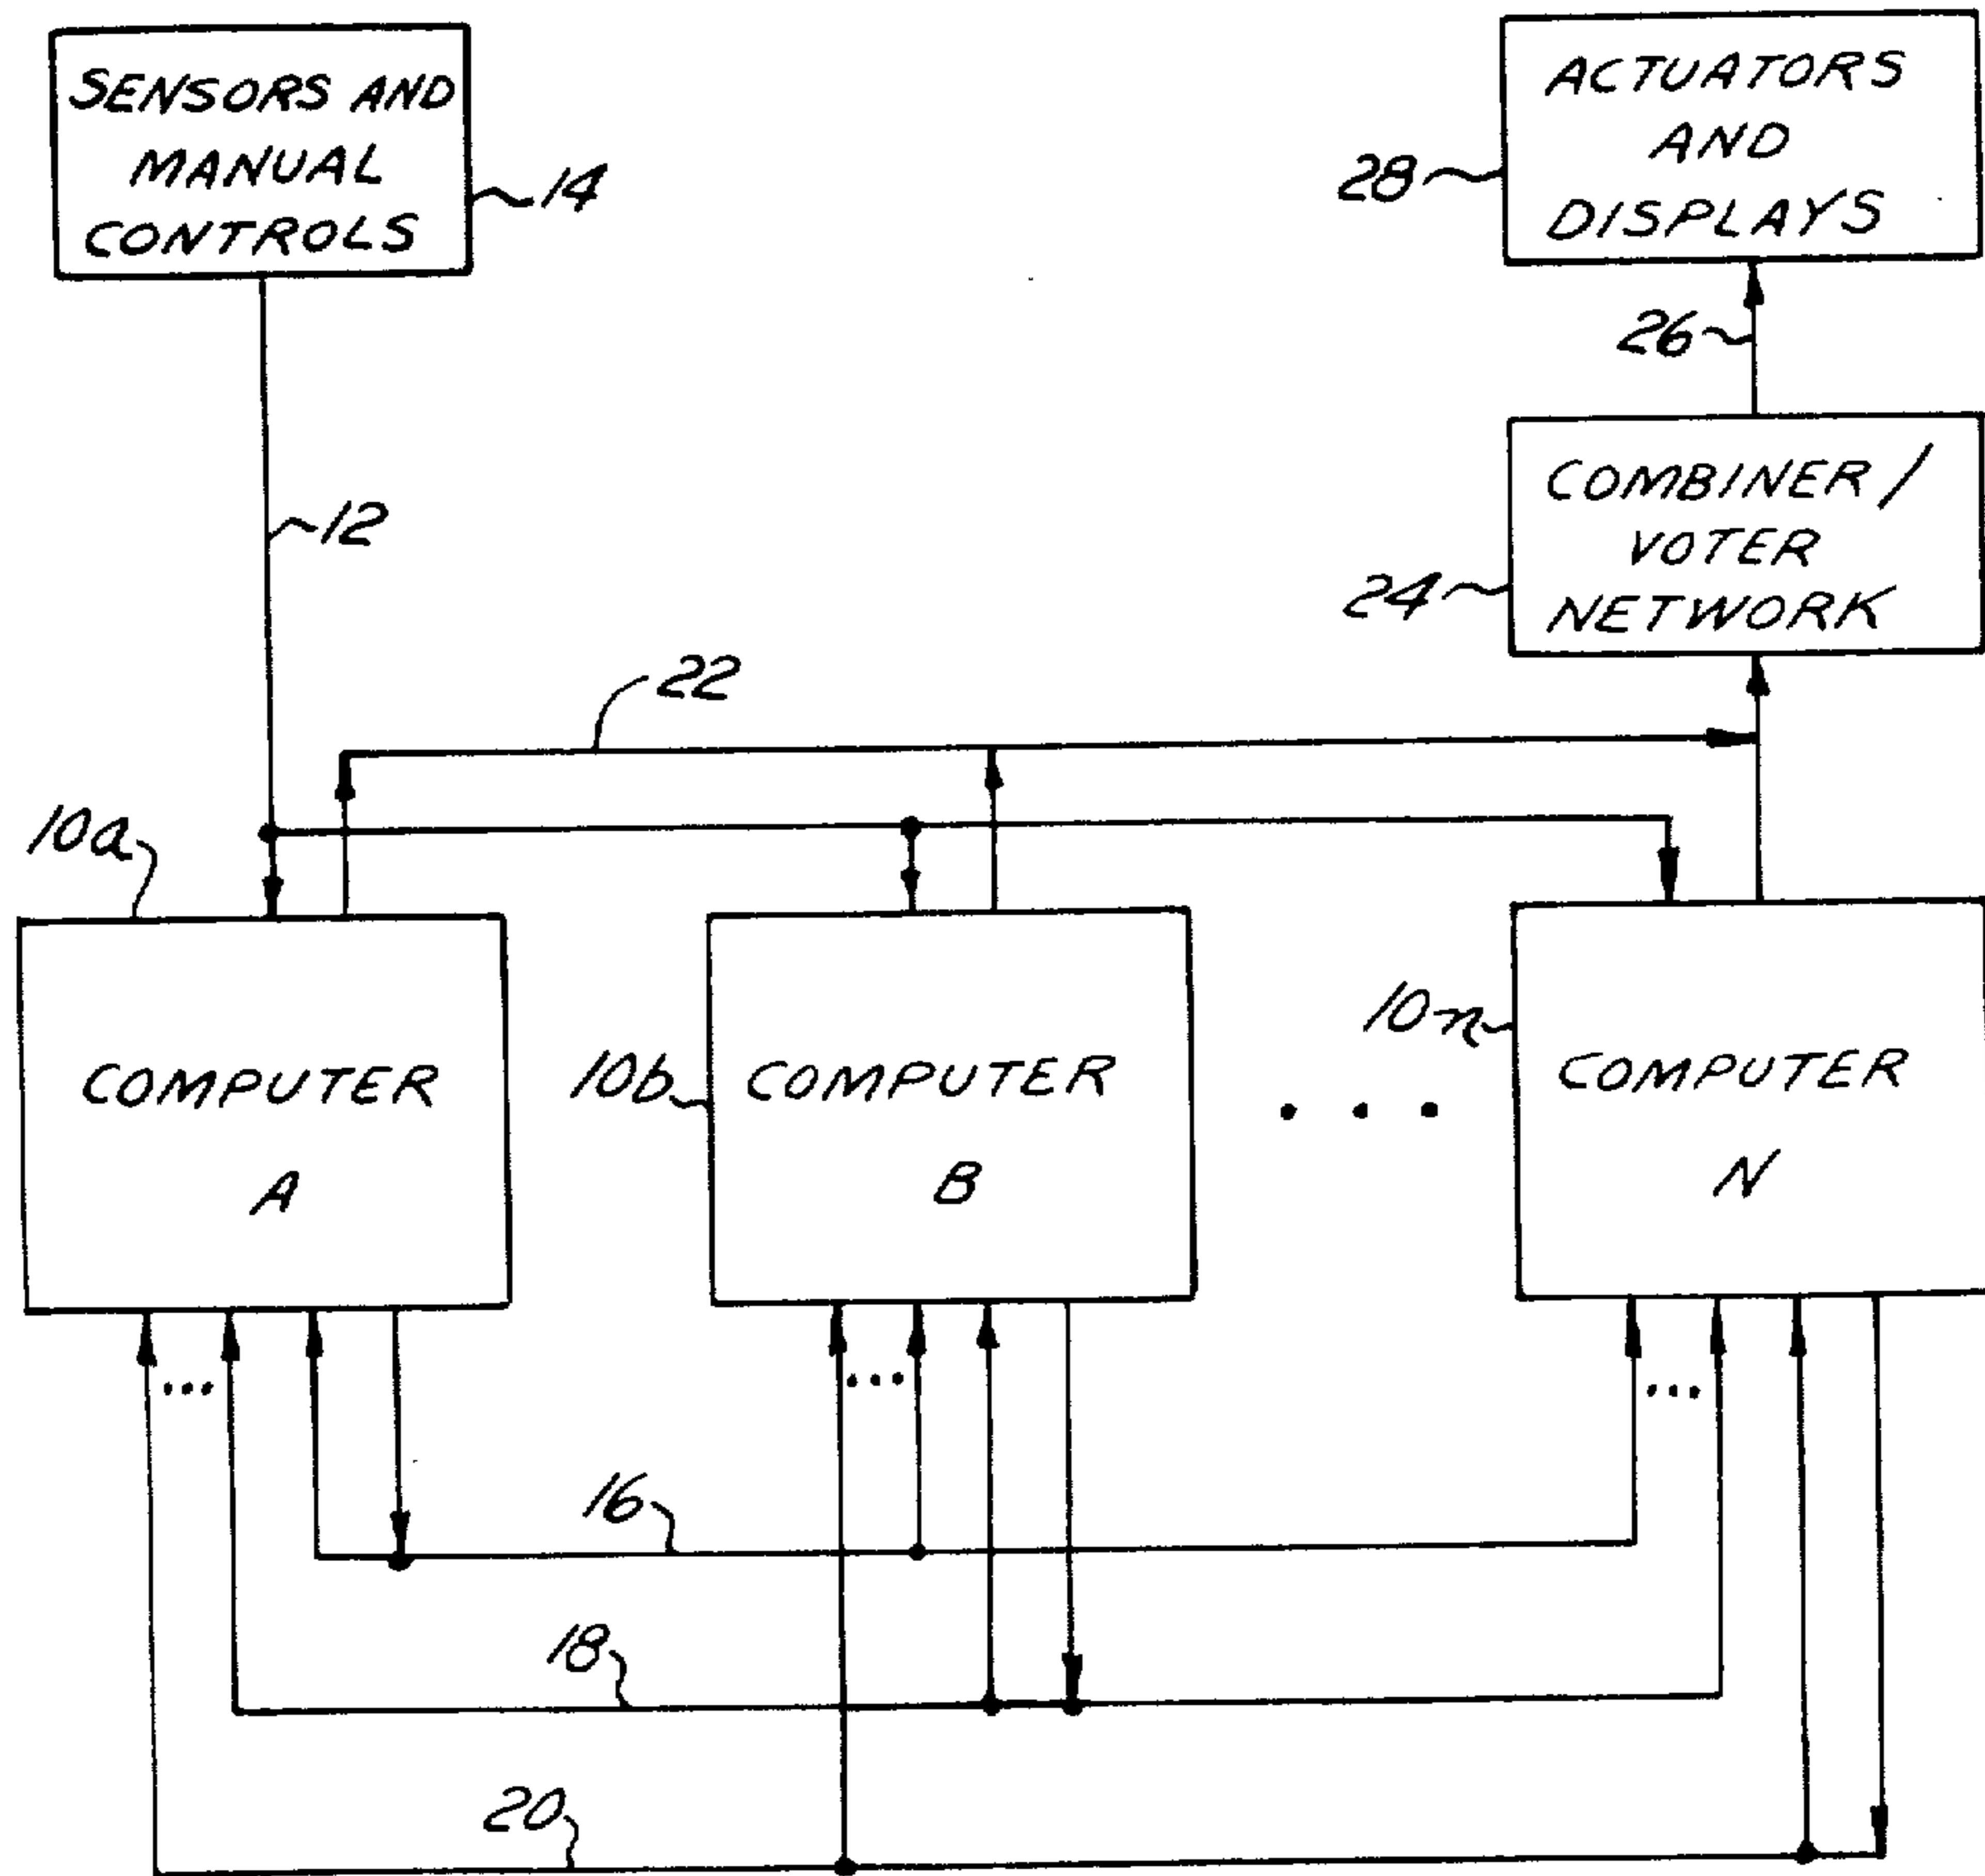 SENSORS AND
MANUAL
CONTROLS
14
ACTUATORS
AND
DISPLAYS
28
26
12
COMBINER/
VOTER
NETWORK
24
22
10a
COMPUTER
A
10b
COMPUTER
B
. . .
10n
COMPUTER
N
...
...
...
16
18
20